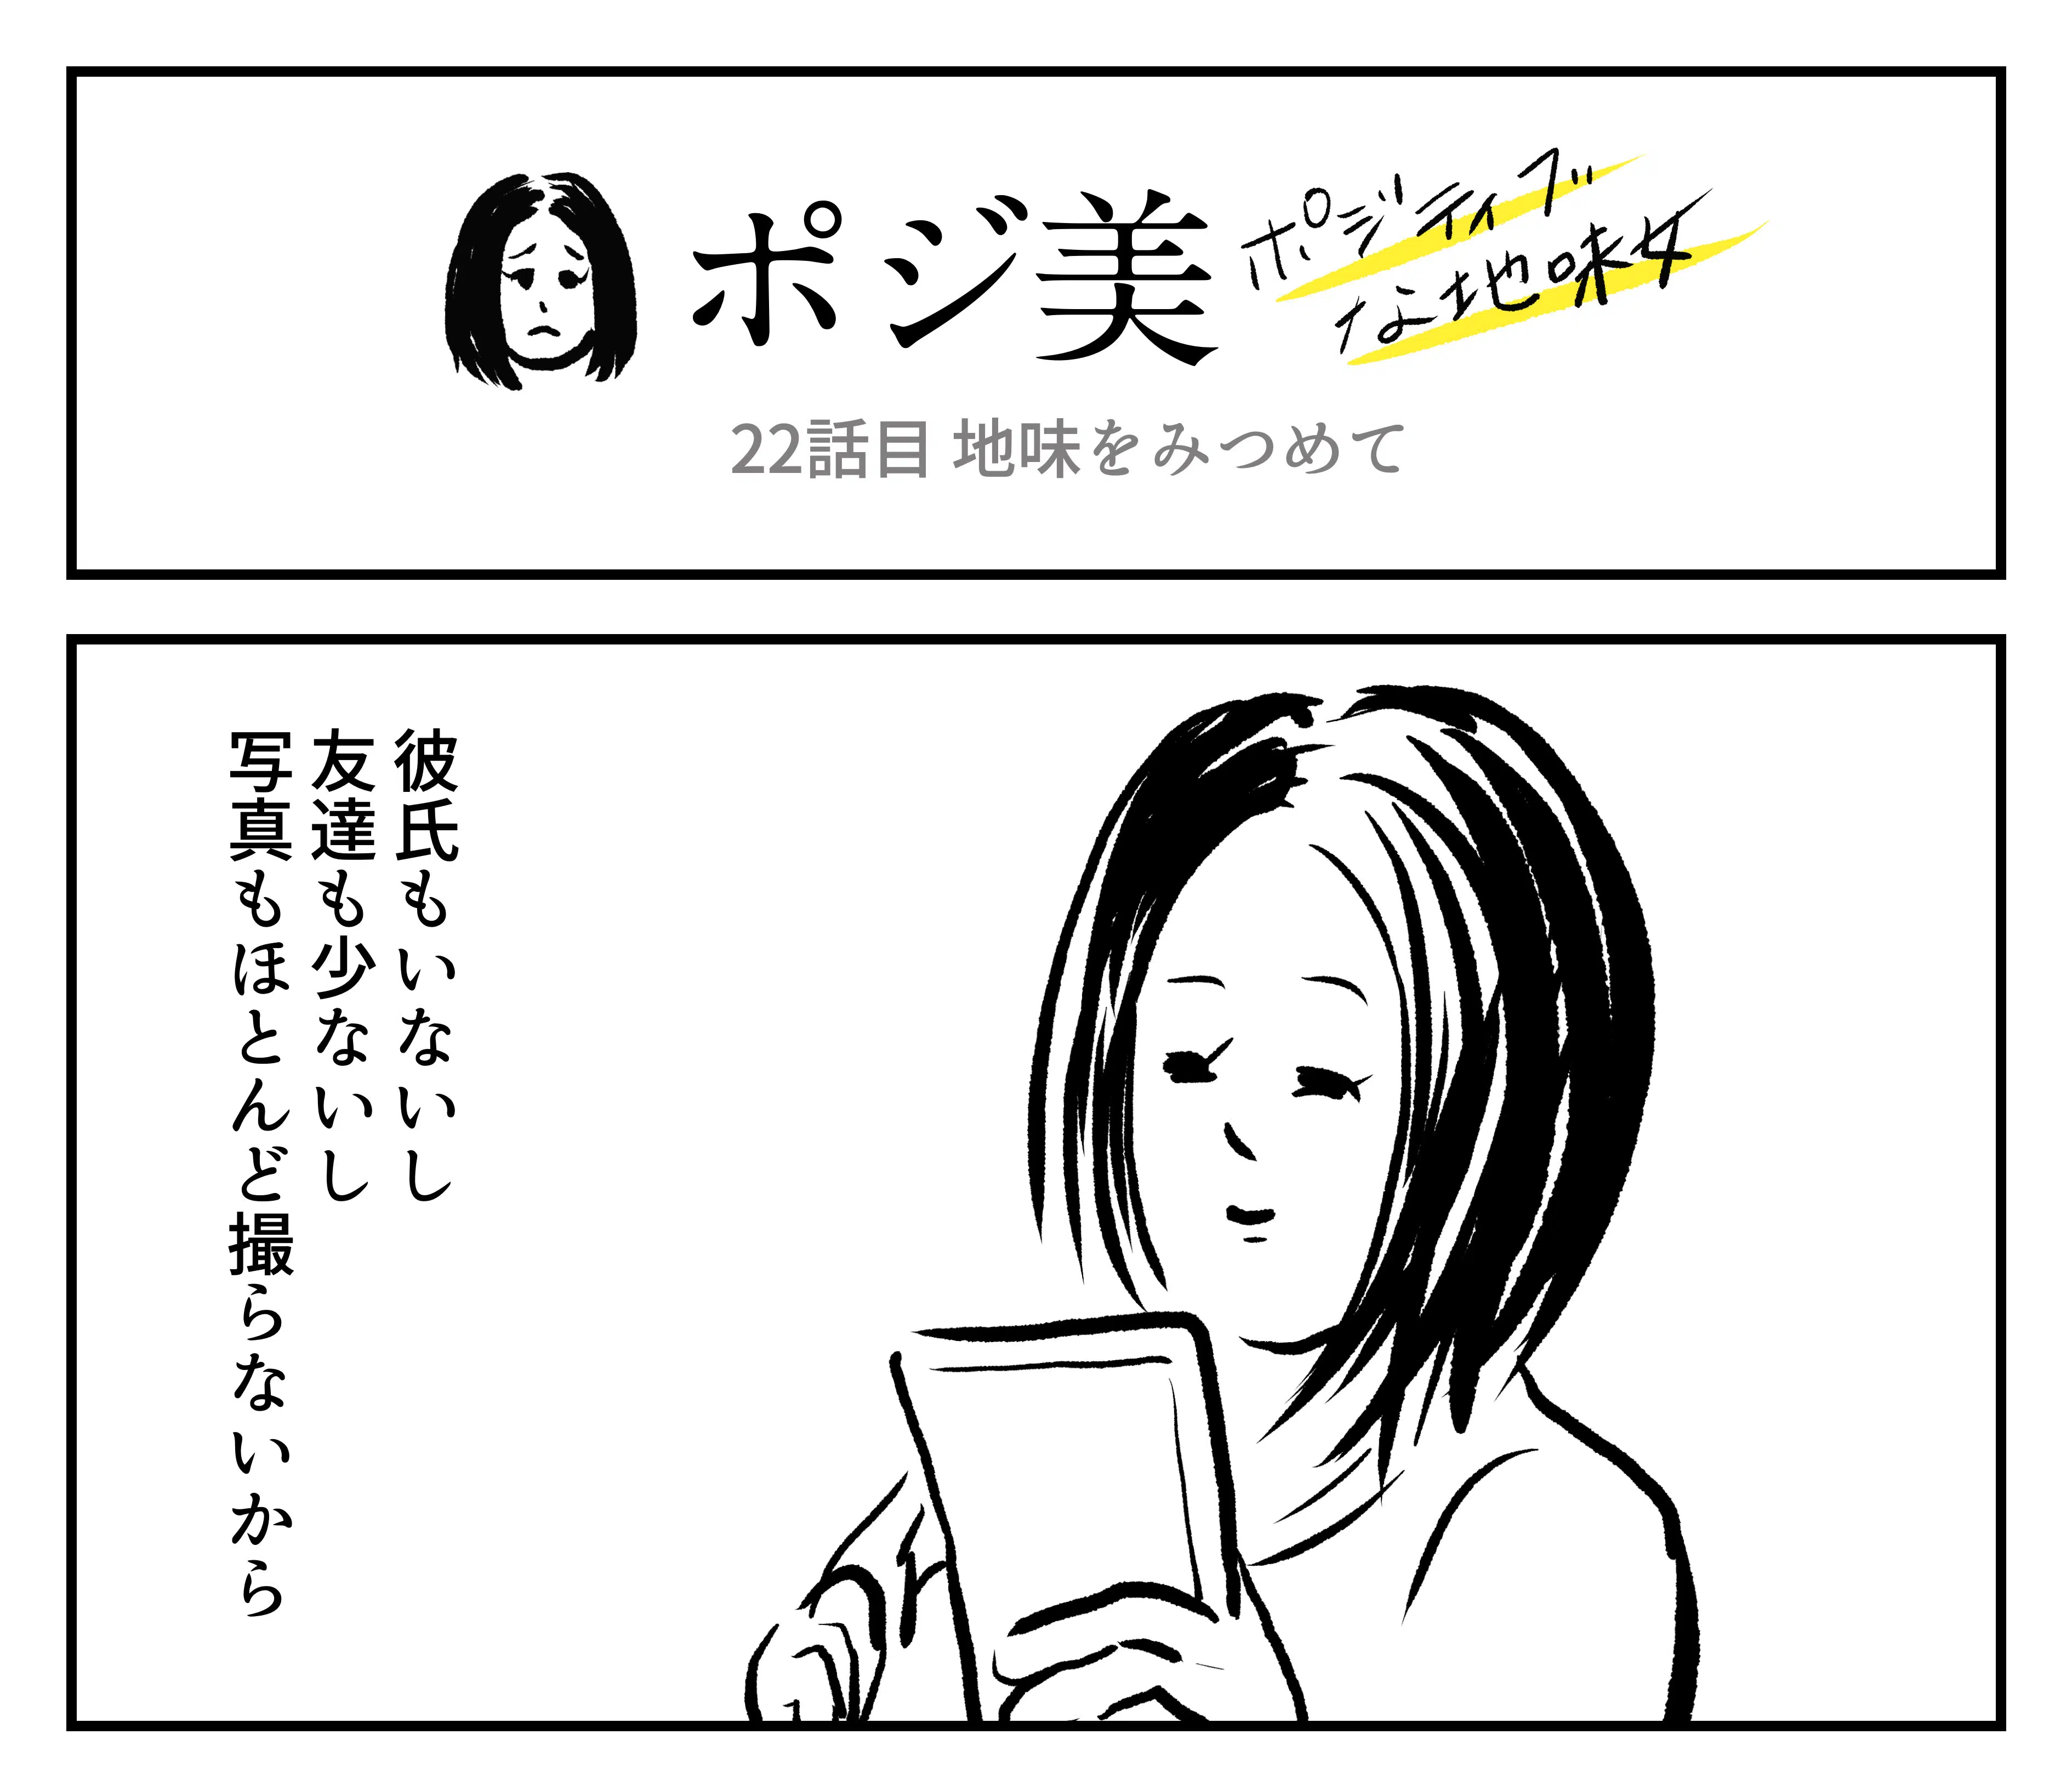 ポジ美
ポジティブ
な地味女
22話目 地味をみつめて
彼氏もいないし
友達も少ないし
写真もほとんど撮らないから